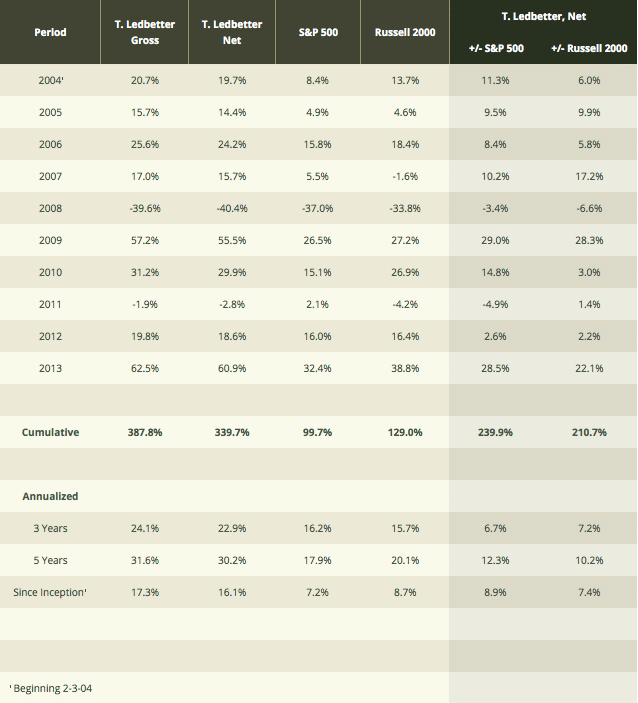 Period T. Ledbetter Gross T. Ledbetter Net S&P 500 Russell 2000 T. Ledbetter, Net
+/- S&P 500 +/- Russell 2000
2004' 20.7% 19.7% 8.4% 13.7% 11.3% 6.0%
2005 15.7% 14.4% 4.9% 4.6% 9.5% 9.9%
2006 25.6% 24.2% 15.8% 18.4% 8.4% 5.8%
2007 17.0% 15.7% 5.5% -1.6% 10.2% 17.2%
2008 -39.6% -40.4% -37.0% -33.8% -3.4% -6.6%
2009 57.2% 55.5% 26.5% 27.2% 29.0% 28.3%
2010 31.2% 29.9% 15.1% 26.9% 14.8% 3.0%
2011 -1.9% -2.8% 2.1% -4.2% -4.9% 1.4%
2012 19.8% 18.6% 16.0% 16.4% 2.6% 2.2%
2013 62.5% 60.9% 32.4% 38.8% 28.5% 22.1%
Cumulative 387.8% 339.7% 99.7% 129.0% 239.9% 210.7%
Annualized
3 Years 24.1% 22.9% 16.2% 15.7% 6.7% 7.2%
5 Years 31.6% 30.2% 17.9% 20.1% 12.3% 10.2%
Since Inception' 17.3% 16.1% 7.2% 8.7% 8.9% 7.4%
' Beginning 2-3-04